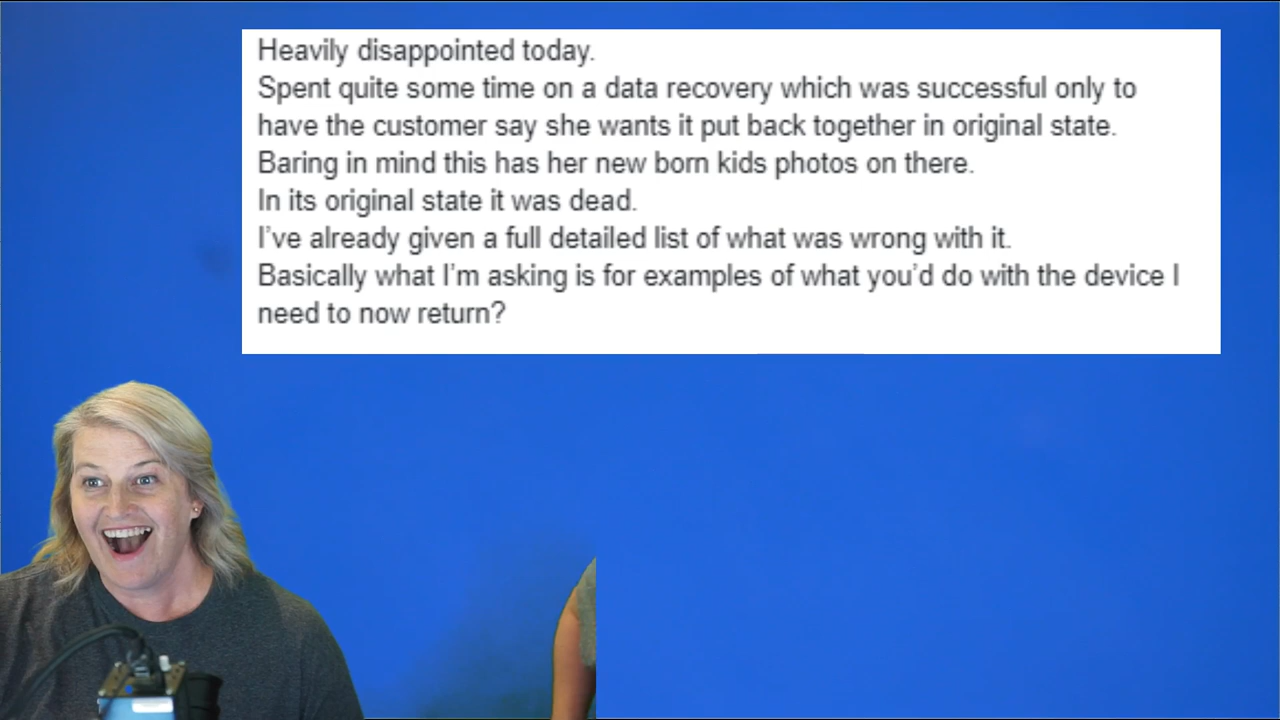 Heavily disappointed today.
Spent quite some time on a data recovery which was successful only to
have the customer say she wants it put back together in original state.
Baring in mind this has her new born kids photos on there.
In its original state it was dead.
I’ve already given a full detailed list of what was wrong with it.
Basically what I’m asking is for examples of what you’d do with the device I
need to now return?